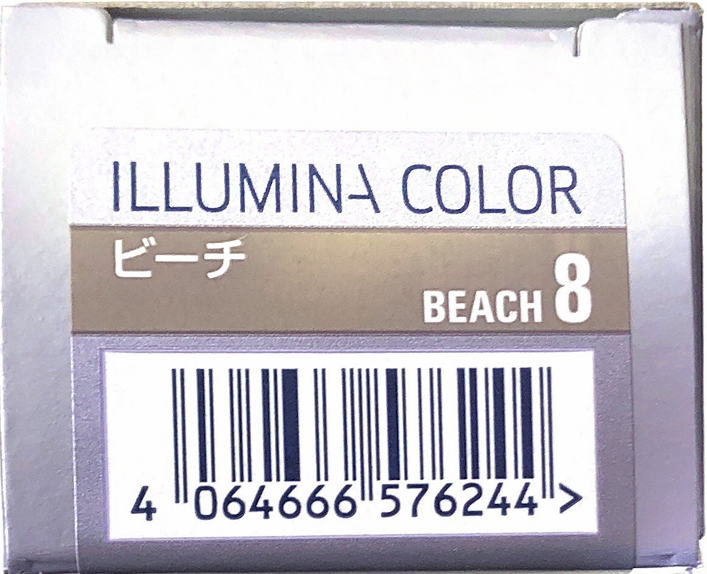 ILLUMINA COLOR
ビーチ
BEACH 8
4 064666 576244 >